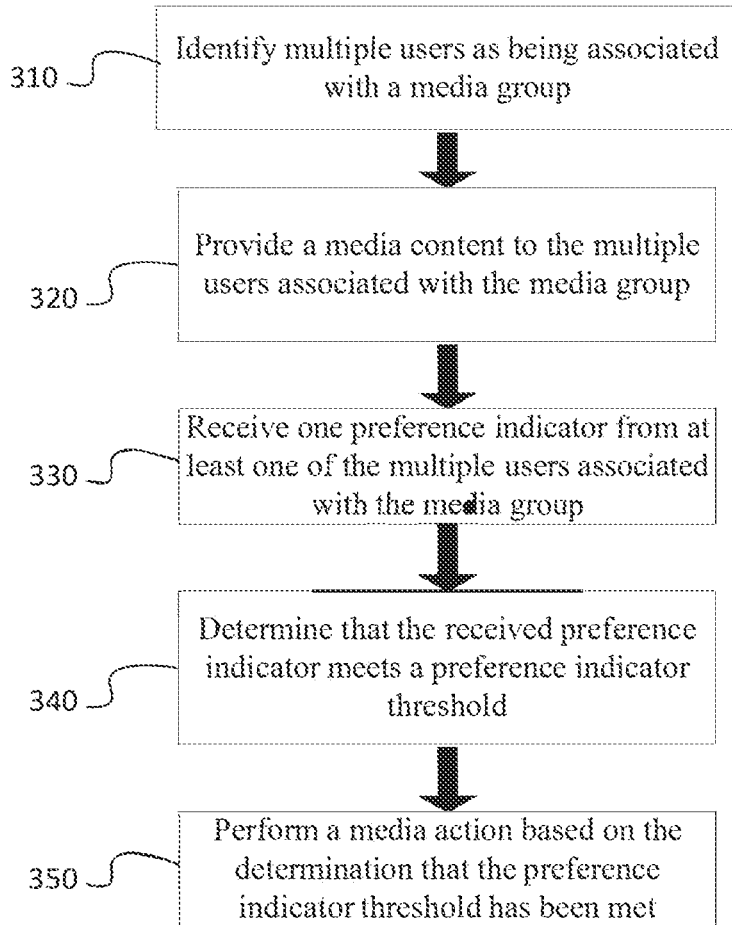 310
Identify multiple users as being associated
with a media group
320
Provide a media content to the multiple
users associated with the media group
330
Receive one preference indicator from at
least one of the multiple users associated
with the media group
340
Determine that the received preference
indicator meets a preference indicator
threshold
350
Perform a media action based on the
determination that the preference
indicator threshold has been met